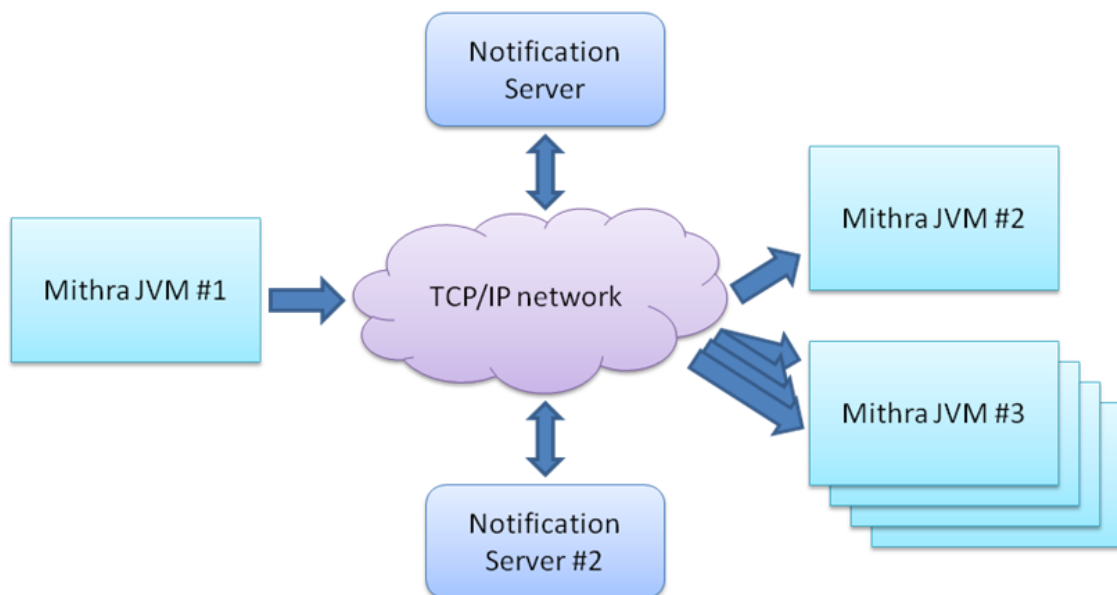 Notification
Server
Mithra JVM #2
Mithra JVM #1
TCP/IP network
Mithra JVM #3
Notification
Server #2